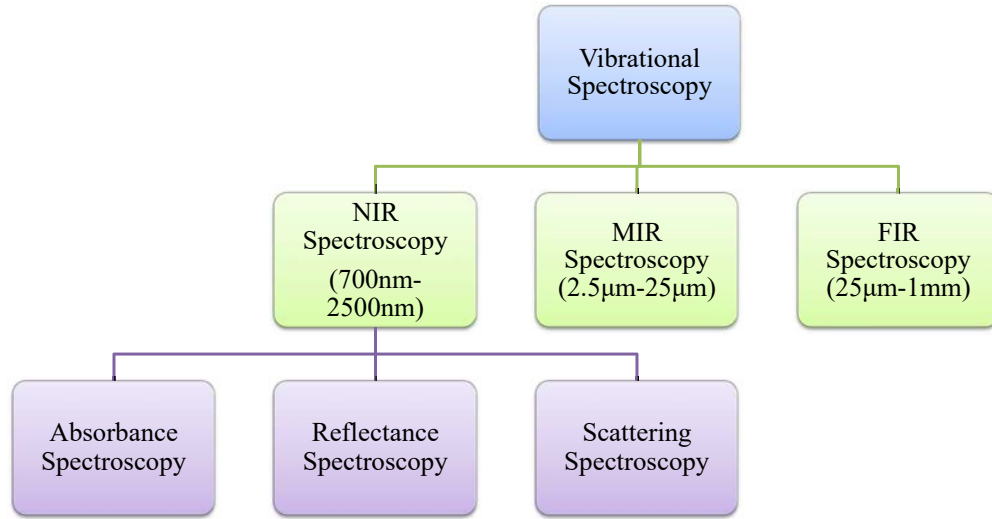 Vibrational
Spectroscopy
NIR
Spectroscopy
(700nm-
2500nm)
MIR
Spectroscopy
(2.5μm-25μm)
FIR
Spectroscopy
(25μm-1mm)
Absorbance
Spectroscopy
Reflectance
Spectroscopy
Scattering
Spectroscopy